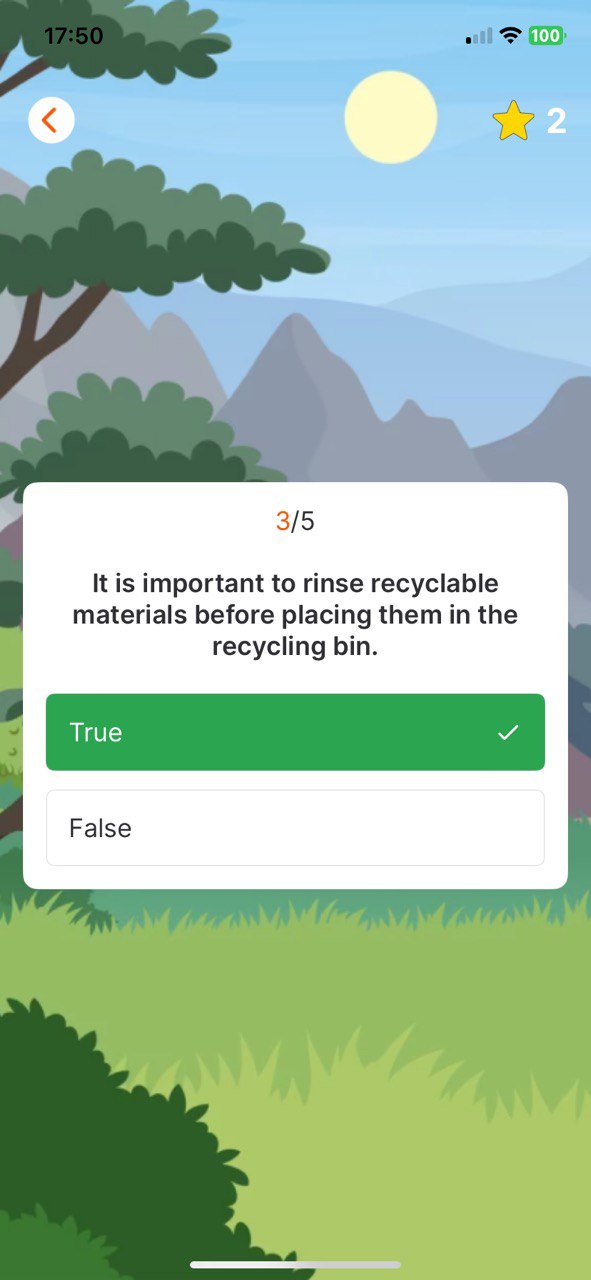 17:50
100
2
3/5
It is important to rinse recyclable
materials before placing them in the
recycling bin.
True
False